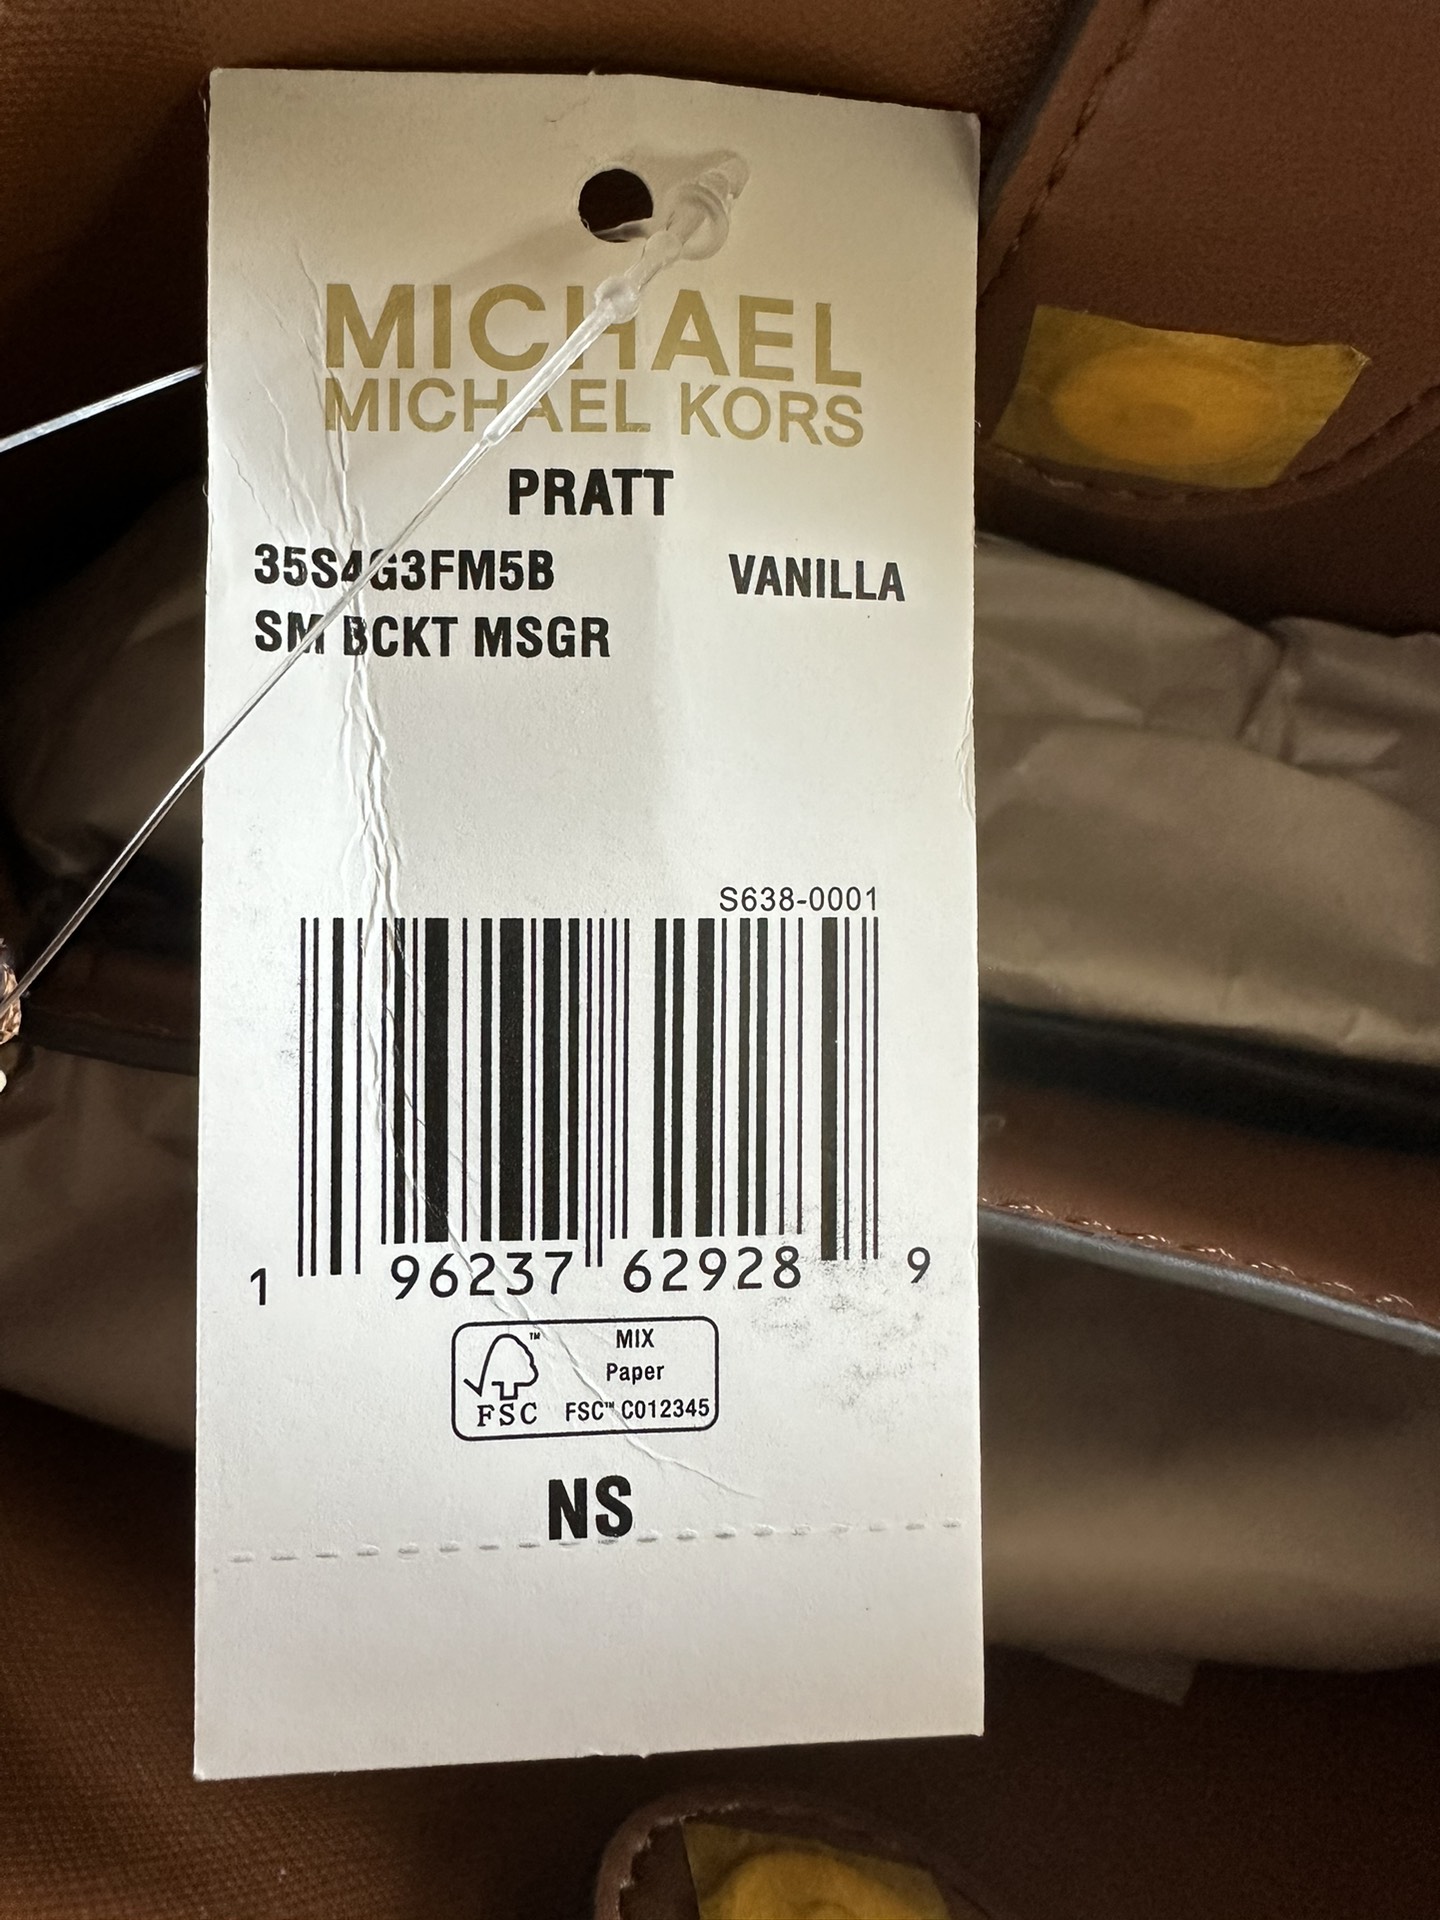 MICHAEL
MICHAEL KORS
PRATT
35S4G3FM5B VANILLA
SM BCKT MSGR
S638-0001
1 96237 62928 9
™ MIX
Paper
FSC FSC™ C012345
NS